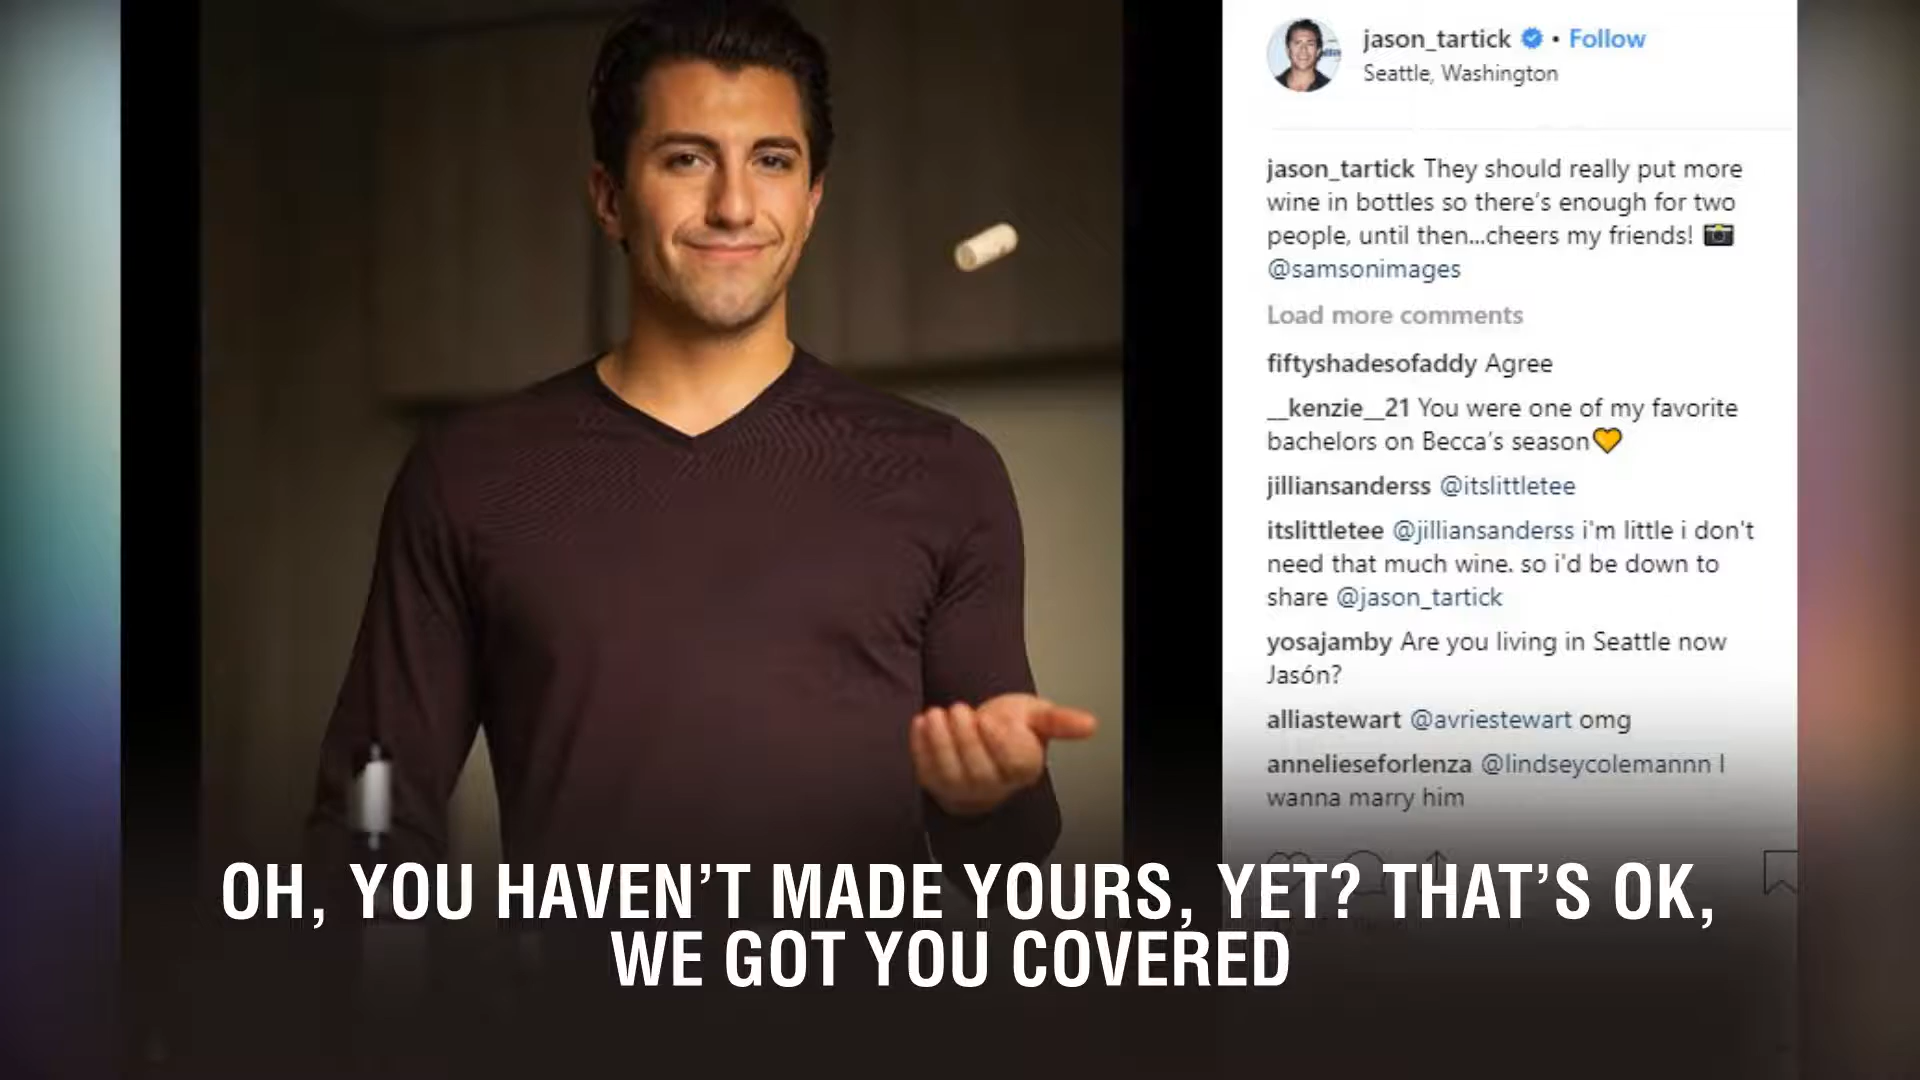 jason_tartick • Follow
Seattle, Washington
jason_tartick They should really put more
wine in bottles so there's enough for two
people, until then...cheers my friends! 📷
@samsonimages
Load more comments
fiftyshadesofaddy Agree
__kenzie__21 You were one of my favorite
bachelors on Becca's season🧡
jilliansanderss @itslittletee
itslittletee @jilliansanderss i'm little i don't
need that much wine. so i'd be down to
share @jason_tartick
yosajamby Are you living in Seattle now
Jasón?
alliastewart @avriestewart omg
annelieseforlenza @lindseycolemannn I
wanna marry him
OH, YOU HAVEN'T MADE YOURS, YET? THAT'S OK,
WE GOT YOU COVERED